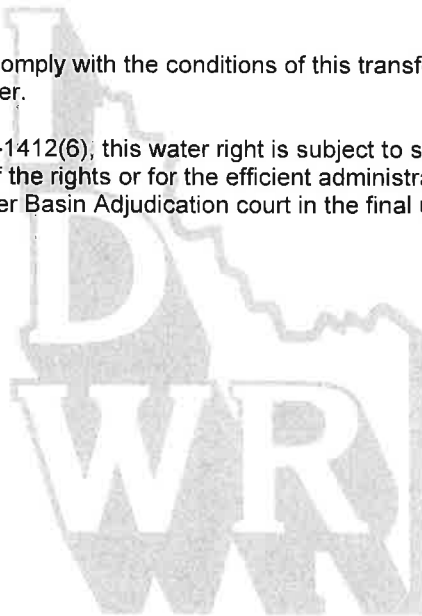 omply with the conditions of this transf
er.
-1412(6), this water right is subject to s
f the rights or for the efficient administra
er Basin Adjudication court in the final u
I
D
WR